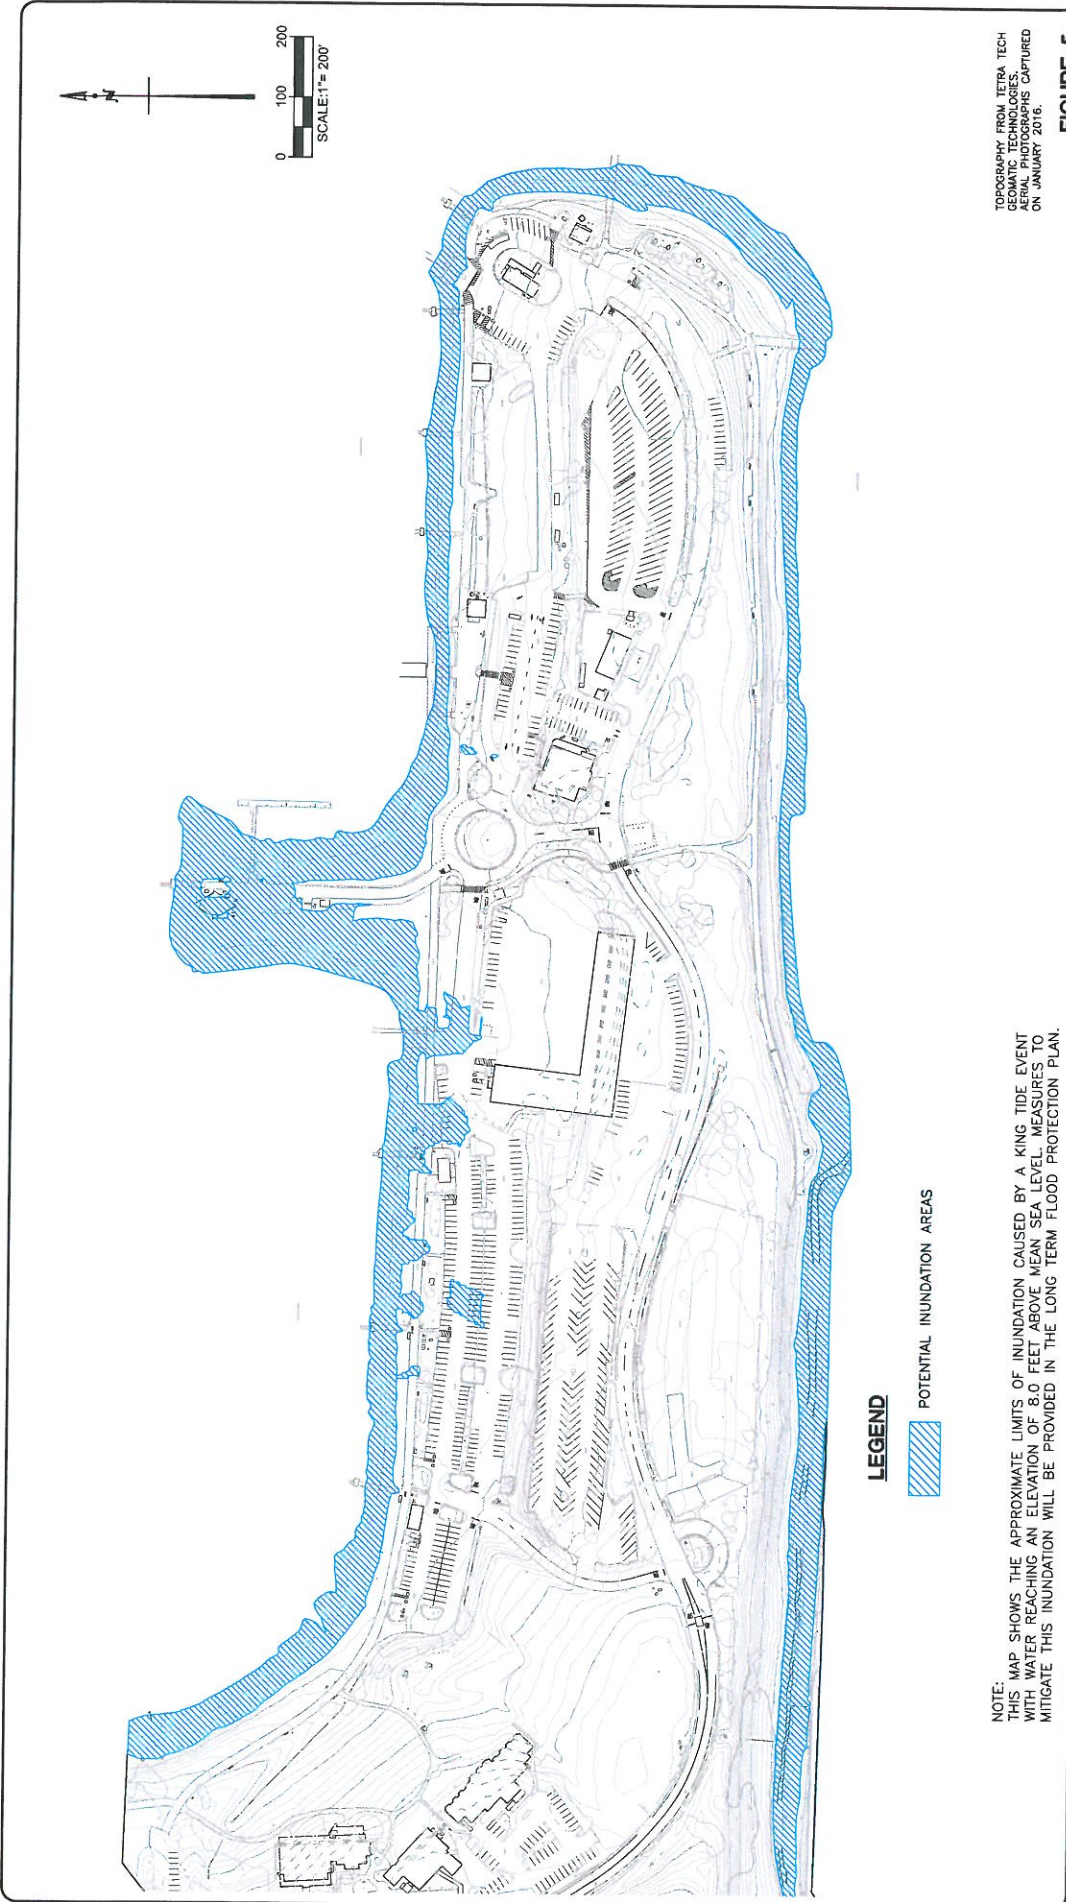 N
0
100
200
SCALE:1"= 200'
LEGEND
POTENTIAL INUNDATION AREAS
NOTE:
THIS MAP SHOWS THE APPROXIMATE LIMITS OF INUNDATION CAUSED BY A KING TIDE EVENT
WITH WATER REACHING AN ELEVATION OF 8.0 FEET ABOVE MEAN SEA LEVEL. MEASURES TO
MITIGATE THIS INUNDATION WILL BE PROVIDED IN THE LONG TERM FLOOD PROTECTION PLAN.
TOPOGRAPHY FROM TETRA TECH
GEOMATIC TECHNOLOGIES.
AERIAL PHOTOGRAPHS CAPTURED
ON JANUARY 2016.
FIGURE